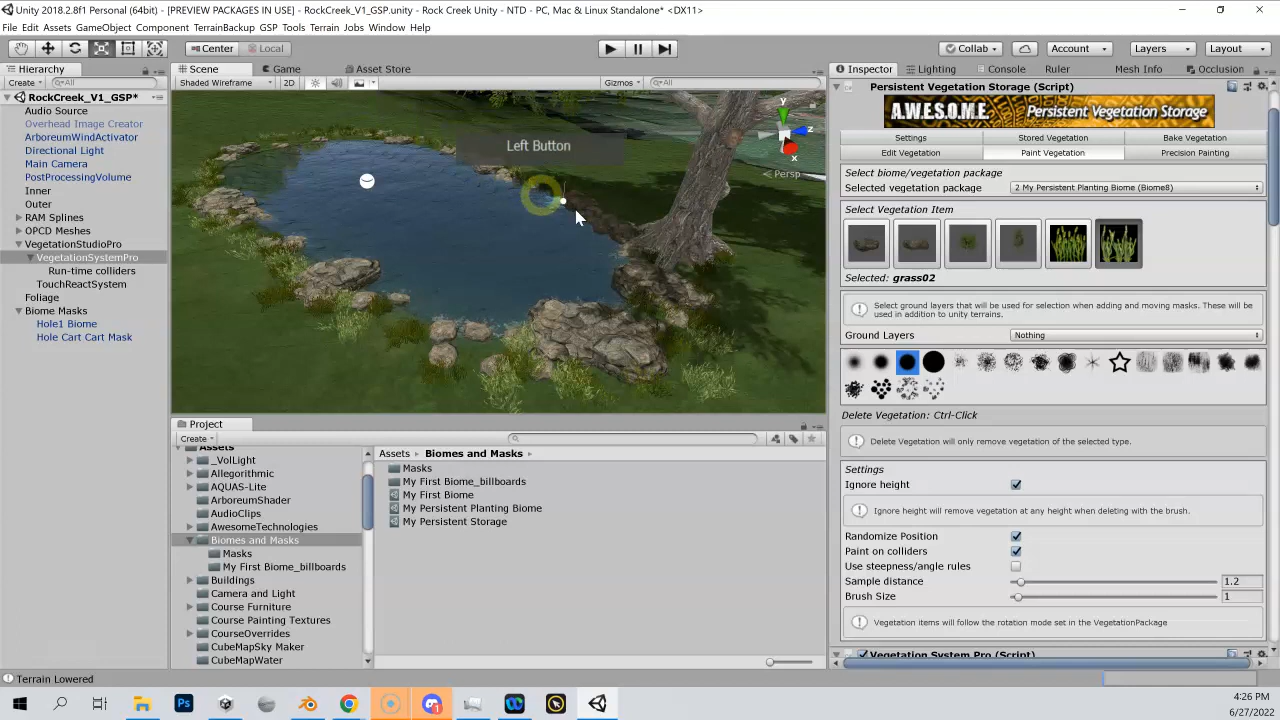 Unity 2018.2.8f1 Personal (64bit) - [PREVIEW PACKAGES IN USE] - RockCreek_V1_GSP.unity - Rock Creek Unity - NTD - PC, Mac & Linux Standalone* <DX11>
File Edit Assets GameObject Component TerrainBackup GSP Tools Terrain Jobs Window Help
Center Local Collab Account Layers Layout
Hierarchy
Create All
RockCreek_V1_GSP*
Audio Source
Overhead Image Creator
ArboreumWindActivator
Directional Light
Main Camera
PostProcessingVolume
Inner
Outer
RAM Splines
OPCD Meshes
VegetationStudioPro
VegetationSystemPro
Run-time colliders
TouchReactSystem
Foliage
Biome Masks
Hole1 Biome
Hole Cart Cart Mask
Scene Game Asset Store
Shaded Wireframe 2D Gizmos All
Left Button
y
z
x
Persp
Project
Create
Assets
_VolLight
Allegorithmic
AQUAS-Lite
ArboreumShader
AudioClips
AwesomeTechnologies
Biomes and Masks
Masks
My First Biome_billboards
Buildings
Camera and Light
Course Furniture
Course Painting Textures
CourseOverrides
CubeMapSky Maker
CubeMapWater
Assets Biomes and Masks
Masks
My First Biome_billboards
My First Biome
My Persistent Planting Biome
My Persistent Storage
Inspector Lighting Console Ruler Mesh Info Occlusion
Persistent Vegetation Storage (Script)
A.W.E.S.O.M.E. Persistent Vegetation Storage
Settings Stored Vegetation Bake Vegetation
Edit Vegetation Paint Vegetation Precision Painting
Select biome/vegetation package
Selected vegetation package 2 My Persistent Planting Biome (Biome8)
Select Vegetation Item
Selected: grass02
Select ground layers that will be used for selection when adding and moving masks. These will be
used in addition to unity terrains.
Ground Layers Nothing
Delete Vegetation: Ctrl-Click
Delete Vegetation will only remove vegetation of the selected type.
Settings
Ignore height
Ignore height will remove vegetation at any height when deleting with the brush.
Randomize Position
Paint on colliders
Use steepness/angle rules
Sample distance 1.2
Brush Size 1
Vegetation items will follow the rotation mode set in the VegetationPackage
Vegetation System Pro (Script)
Terrain Lowered
Ps
4:26 PM
6/27/2022